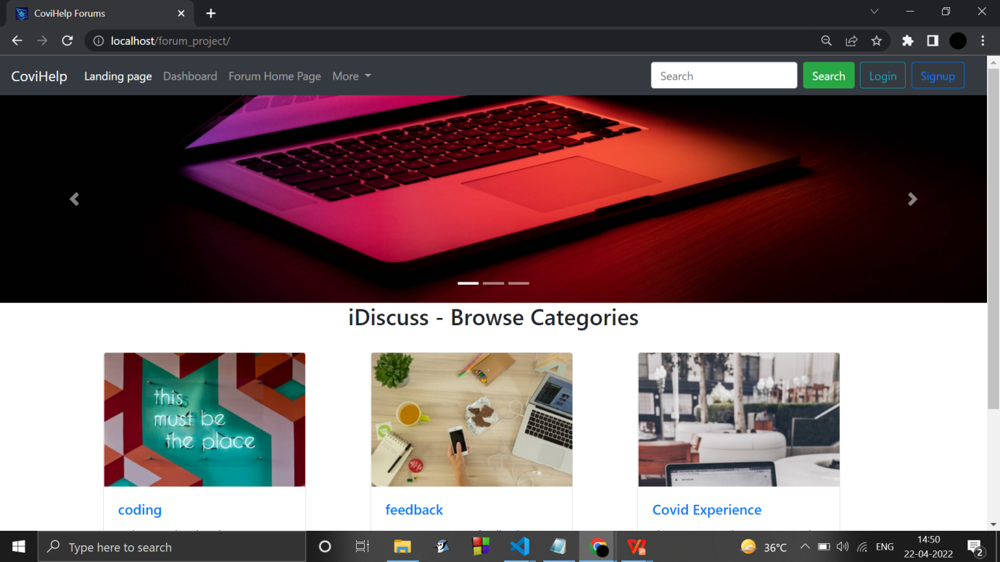 CoviHelp Forums
localhost/forum_project/
CoviHelp Landing page Dashboard Forum Home Page More Search Search Login Signup
iDiscuss - Browse Categories
this
must be
the place
coding feedback Covid Experience
Type here to search
36°C ENG
14:50
22-04-2022
2